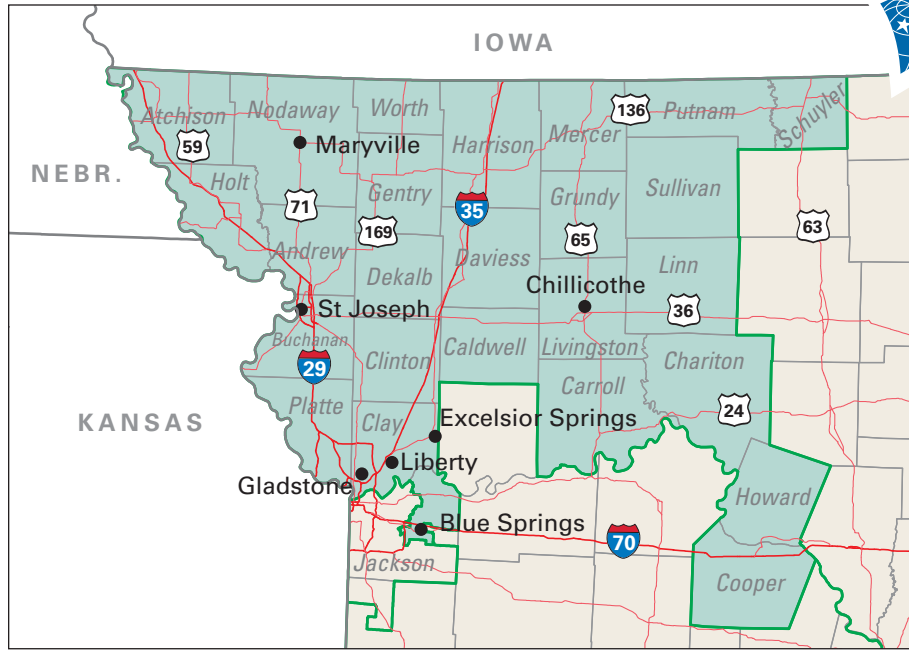 IOWA
Atchison
Nodaway
Worth
Harrison
Mercer
136
Putnam
Schuyler
59
Maryville
NEBR.
Holt
Gentry
Grundy
Sullivan
71
35
169
65
63
Andrew
Dekalb
Daviess
Linn
Chillicothe
St Joseph
36
Buchanan
Clinton
Caldwell
Livingston
Chariton
29
Carroll
Platte
Clay
24
KANSAS
Excelsior Springs
Liberty
Gladstone
Howard
Blue Springs
70
Jackson
Cooper